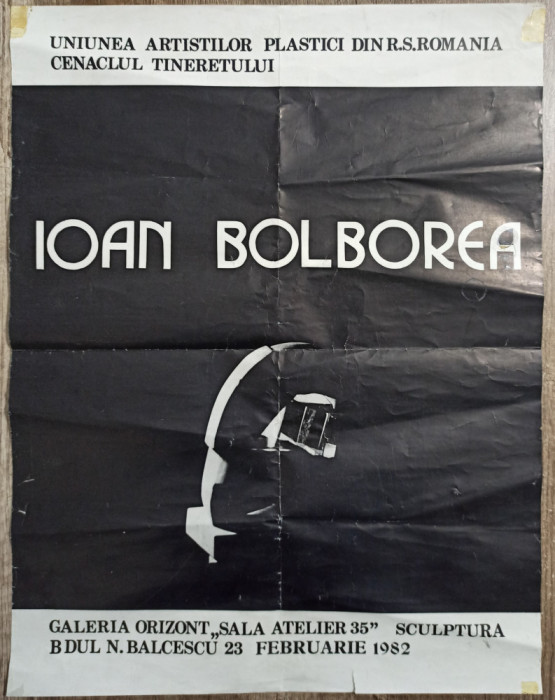 UNIUNEA ARTISTILOR PLASTICI DIN R.S.ROMANIA
CENACLUL TINERETULUI
IOAN BOLBOREA
GALERIA ORIZONT „SALA ATELIER 35” SCULPTURA
BDUL N. BALCESCU 23 FEBRUARIE 1982